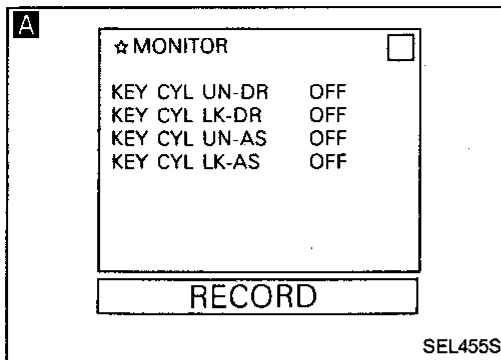 A
☆ MONITOR
KEY CYL UN-DR OFF
KEY CYL LK-DR OFF
KEY CYL UN-AS OFF
KEY CYL LK-AS OFF
RECORD
SEL455S